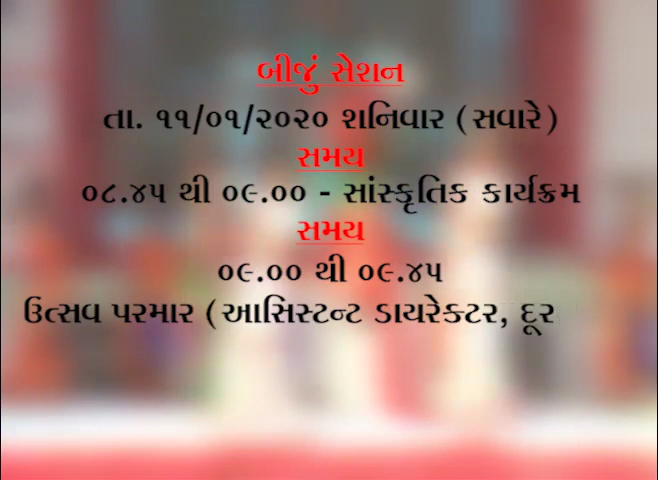 બીજું સેશન
તા. ૧૧/૦૧/૨૦૨૦ શનિવાર (સવારે)
સમય
૦૮.૪૫ થી ૦૯.૦૦ - સાંસ્કૃતિક કાર્યક્રમ
સમય
૦૯.૦૦ થી ૦૯.૪૫
ઉત્સવ પરમાર (આસિસ્ટન્ટ ડાયરેક્ટર, દૂર